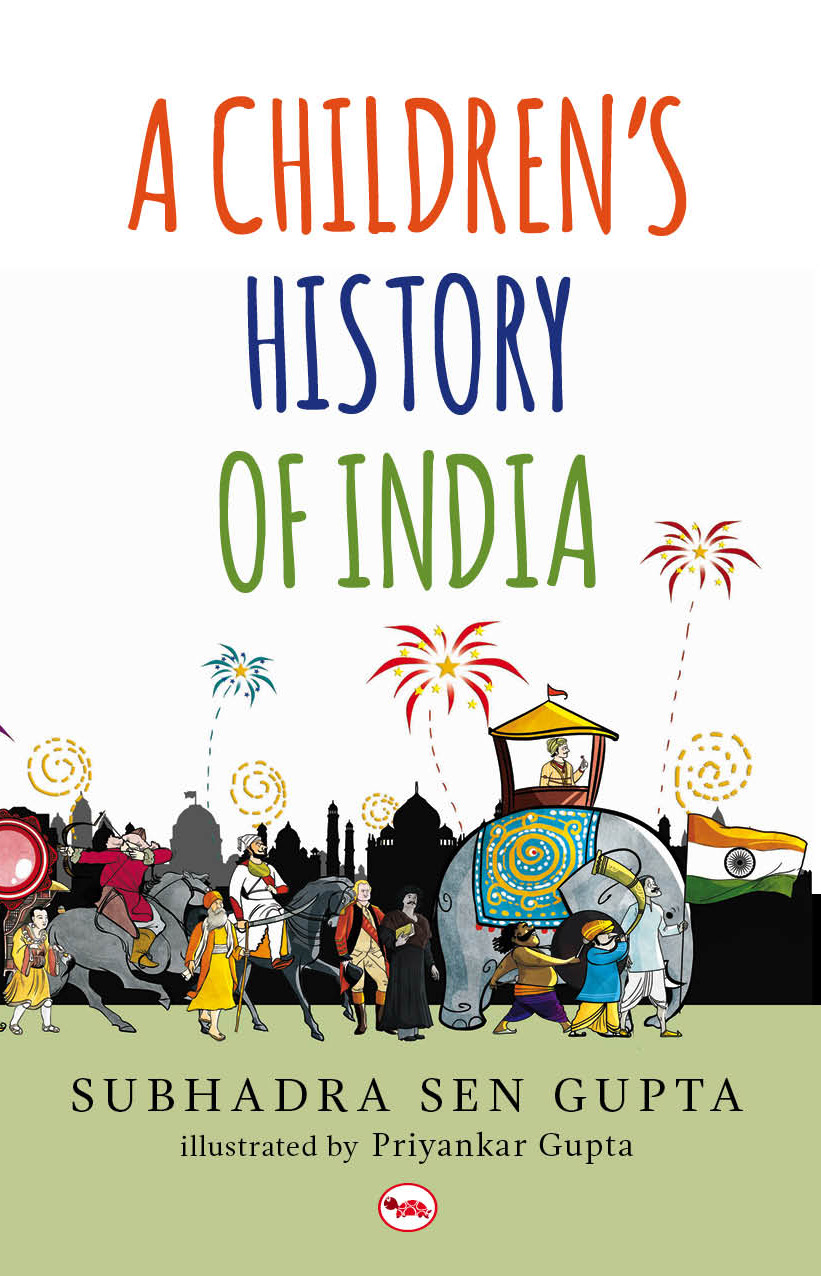 A CHILDREN'S
HISTORY
OF INDIA
SUBHADRA SEN GUPTA
illustrated by Priyankar Gupta